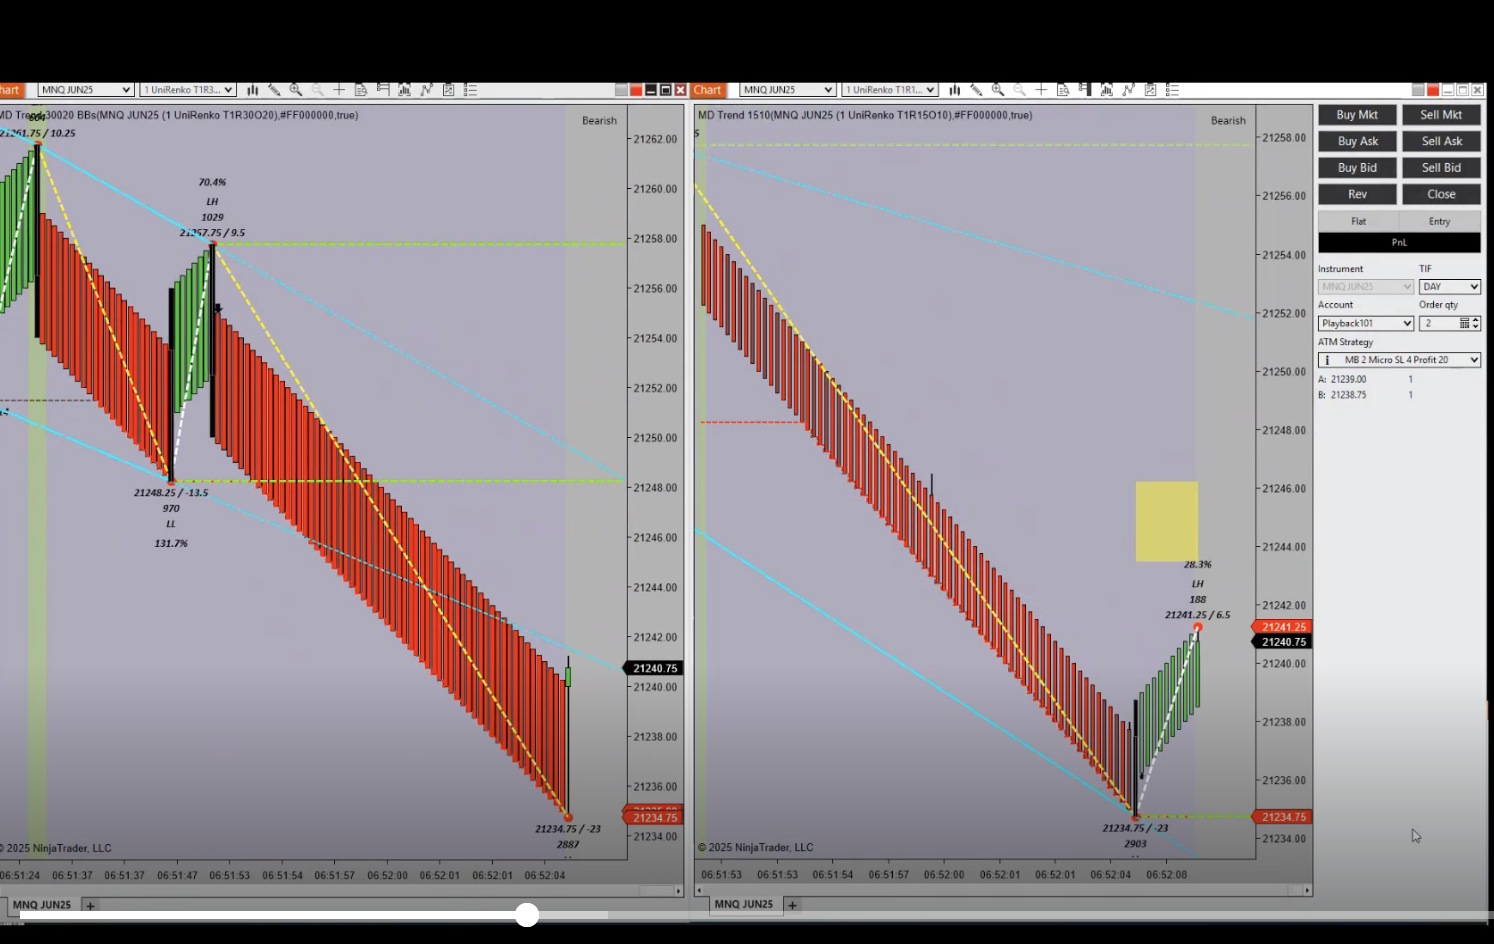 hart
MNQ JUN25
1 UniRenko T1R3...
MD Trend 30020 BBs(MNQ JUN25 (1 UniRenko T1R30O20),#FF000000,true)
Bearish
21261.75 / 10.25
70.4%
LH
1029
21257.75 / 9.5
21248.25 / -13.5
970
LL
131.7%
21234.75 / -23
2887
21262.00
21260.00
21258.00
21256.00
21254.00
21252.00
21250.00
21248.00
21246.00
21244.00
21242.00
21240.75
21240.00
21238.00
21236.00
21234.75
21234.00
© 2025 NinjaTrader, LLC
06:51:24 06:51:37 06:51:37 06:51:47 06:51:53 06:51:54 06:51:57 06:52:00 06:52:01 06:52:01 06:52:04
MNQ JUN25 +
Chart
MNQ JUN25
1 UniRenko T1R1...
MD Trend 1510(MNQ JUN25 (1 UniRenko T1R15O10),#FF000000,true)
Bearish
5
28.3%
LH
188
21241.25 / 6.5
21234.75 / -23
2903
21258.00
21256.00
21254.00
21252.00
21250.00
21248.00
21246.00
21244.00
21242.00
21241.25
21240.75
21240.00
21238.00
21236.00
21234.75
21234.00
© 2025 NinjaTrader, LLC
06:51:53 06:51:53 06:51:54 06:51:57 06:52:00 06:52:01 06:52:01 06:52:04 06:52:08
MNQ JUN25 +
Buy Mkt Sell Mkt
Buy Ask Sell Ask
Buy Bid Sell Bid
Rev Close
Flat Entry
PnL
Instrument TIF
MNQ JUN25 DAY
Account Order qty
Playback101 2
ATM Strategy
i MB 2 Micro SL 4 Profit 20
A: 21239.00 1
B: 21238.75 1